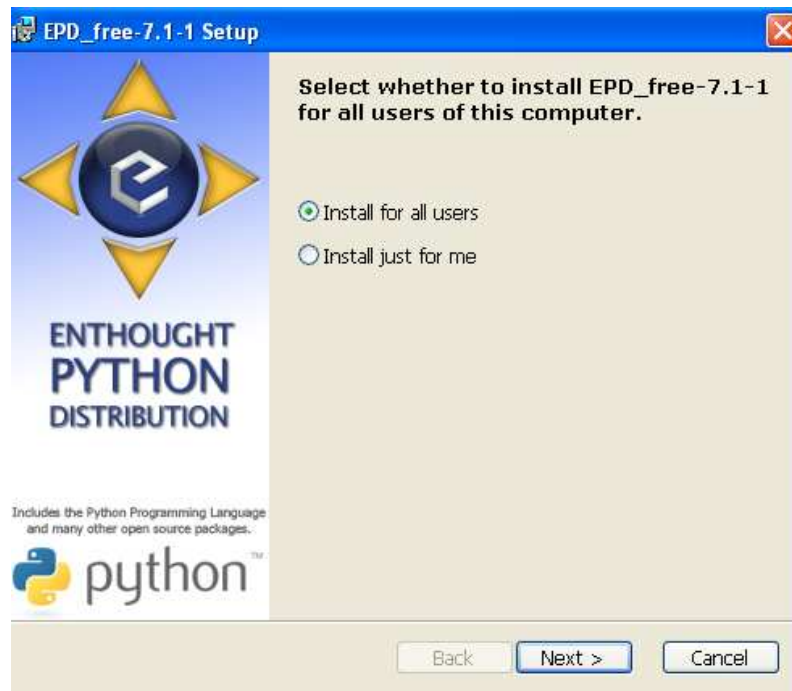 EPD_free-7.1-1 Setup
Select whether to install EPD_free-7.1-1
for all users of this computer.
Install for all users
Install just for me
ENTHOUGHT
PYTHON
DISTRIBUTION
Includes the Python Programming Language
and many other open source packages.
python™
Back
Next >
Cancel